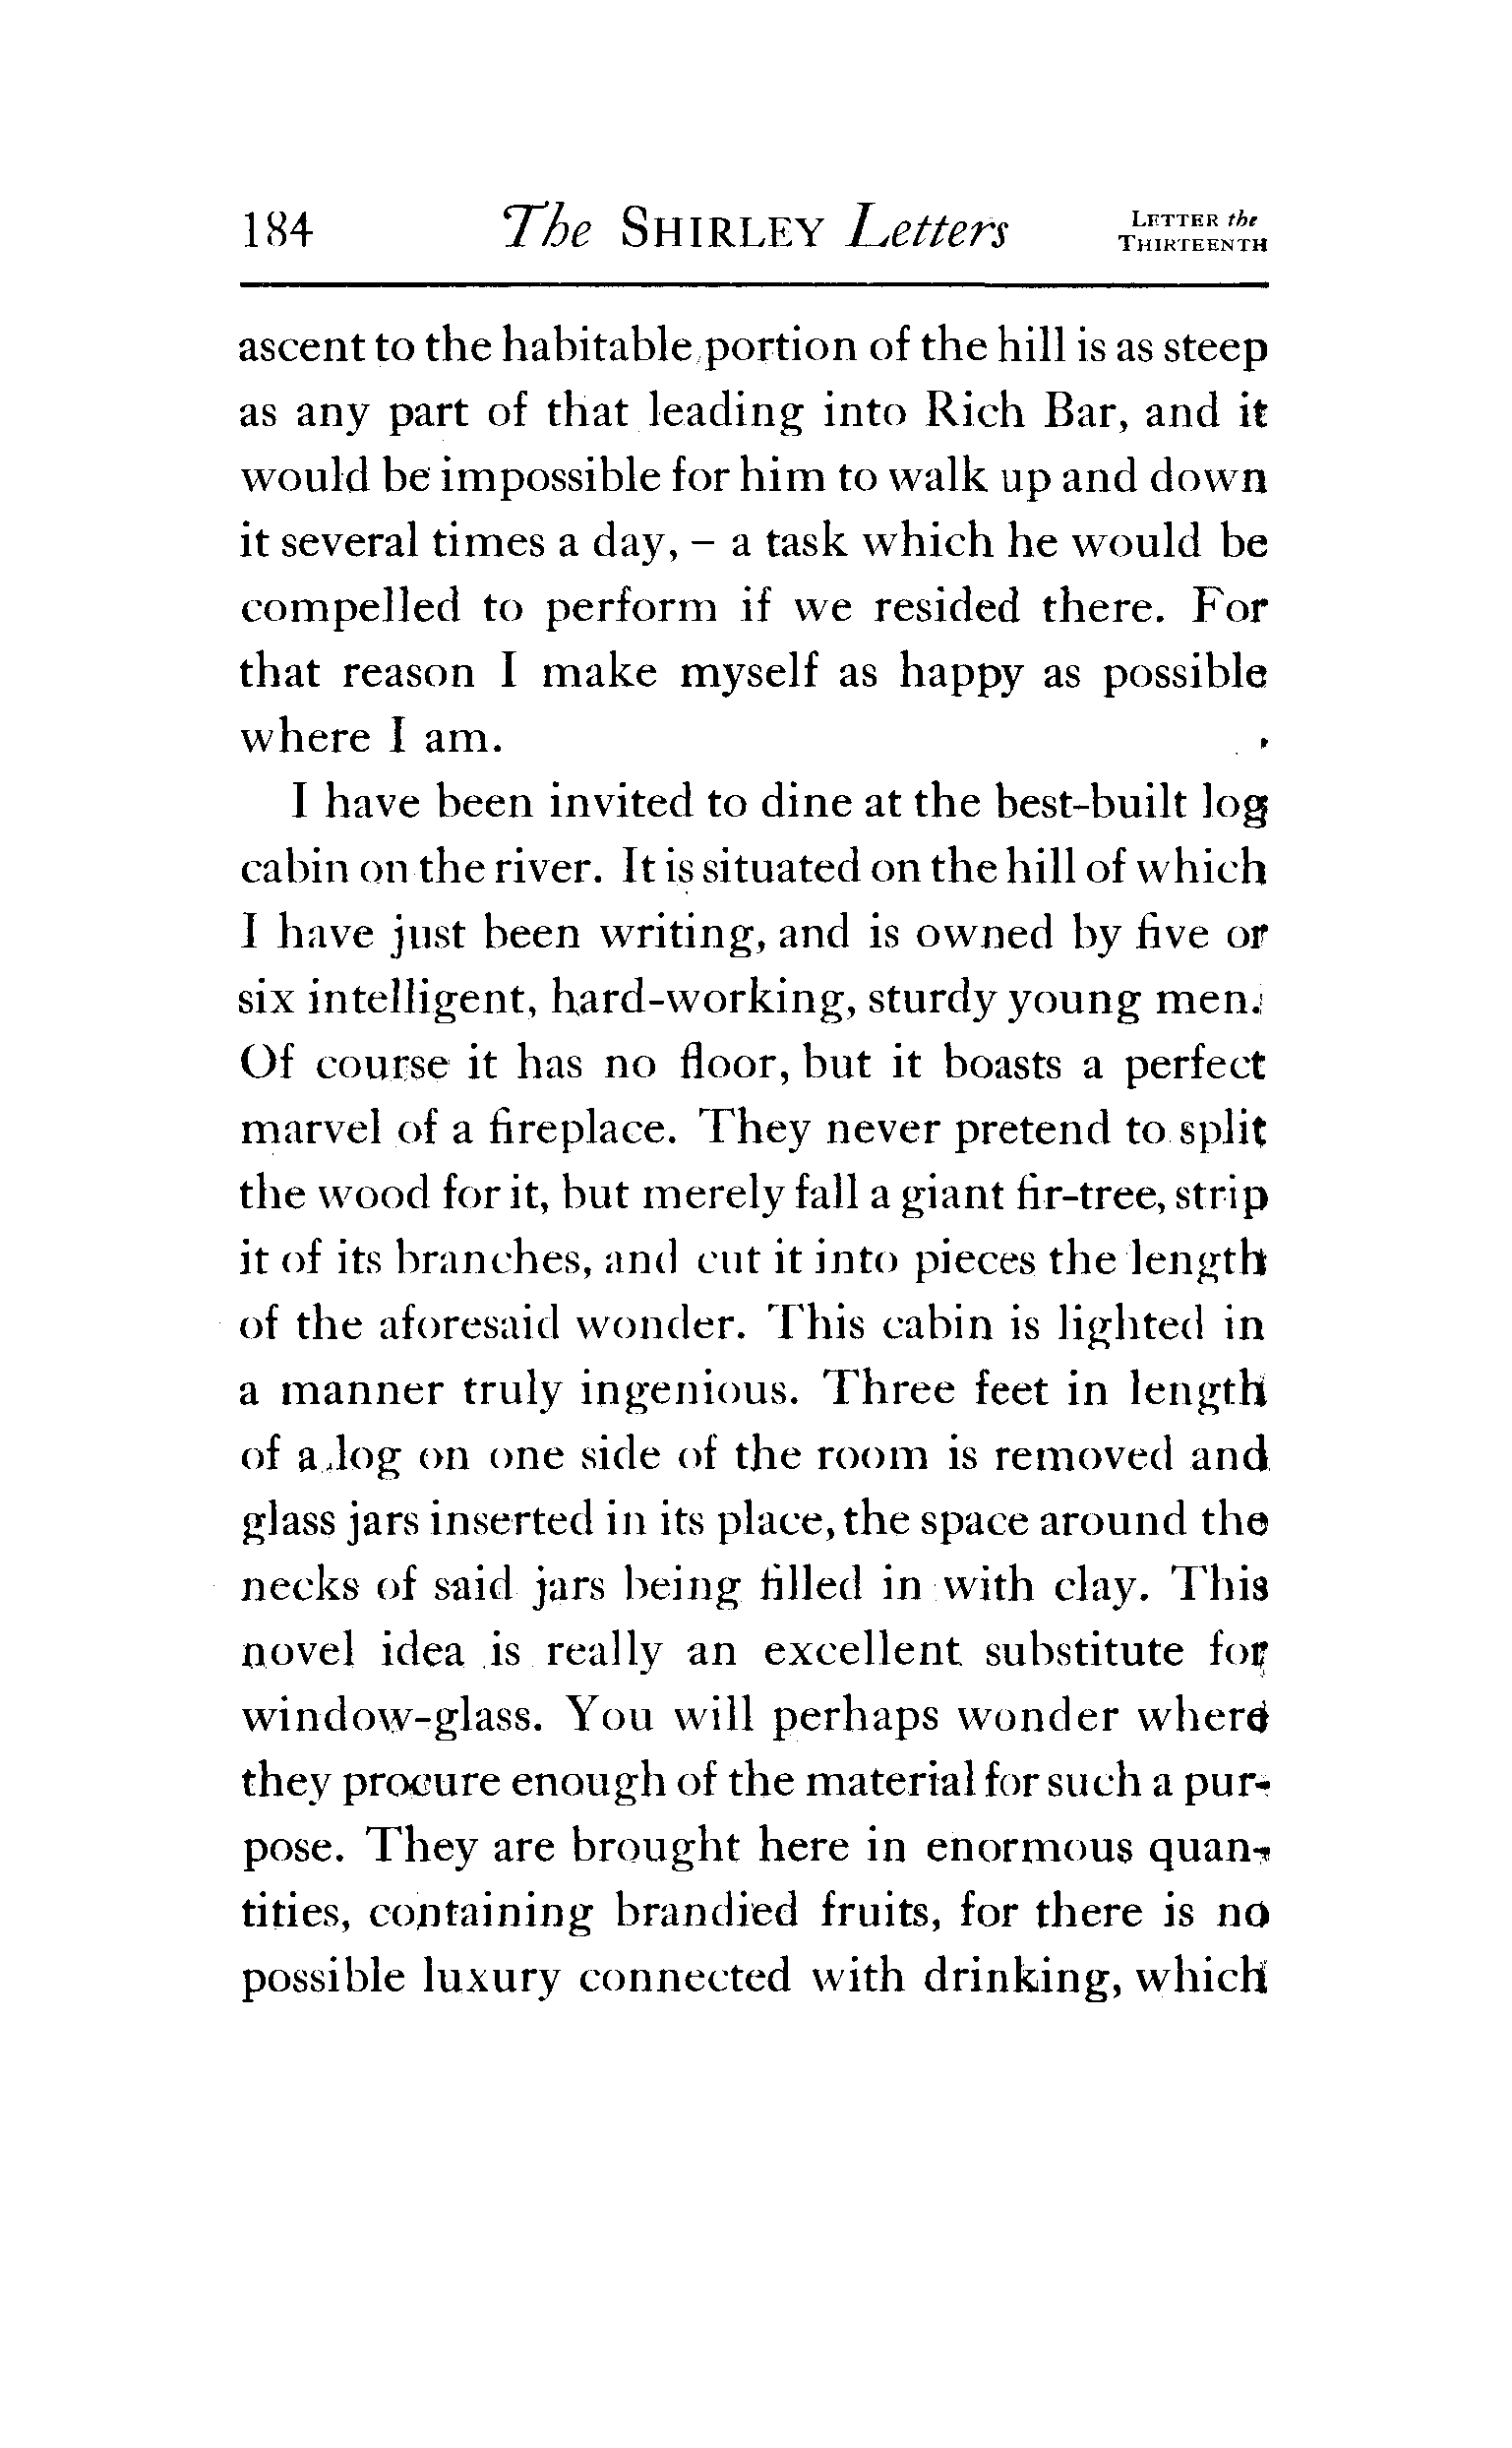 184 The SHIRLEY Letters LETTER the THIRTEENTH
ascent to the habitable portion of the hill is as steep
as any part of that leading into Rich Bar, and it
would be impossible for him to walk up and down
it several times a day, – a task which he would be
compelled to perform if we resided there. For
that reason I make myself as happy as possible
where I am.
I have been invited to dine at the best-built log
cabin on the river. It is situated on the hill of which
I have just been writing, and is owned by five or
six intelligent, hard-working, sturdy young men.
Of course it has no floor, but it boasts a perfect
marvel of a fireplace. They never pretend to split
the wood for it, but merely fall a giant fir-tree, strip
it of its branches, and cut it into pieces the length
of the aforesaid wonder. This cabin is lighted in
a manner truly ingenious. Three feet in length
of a log on one side of the room is removed and
glass jars inserted in its place, the space around the
necks of said jars being filled in with clay. This
novel idea is really an excellent substitute for
window-glass. You will perhaps wonder where
they procure enough of the material for such a pur-
pose. They are brought here in enormous quan-
tities, containing brandied fruits, for there is no
possible luxury connected with drinking, which